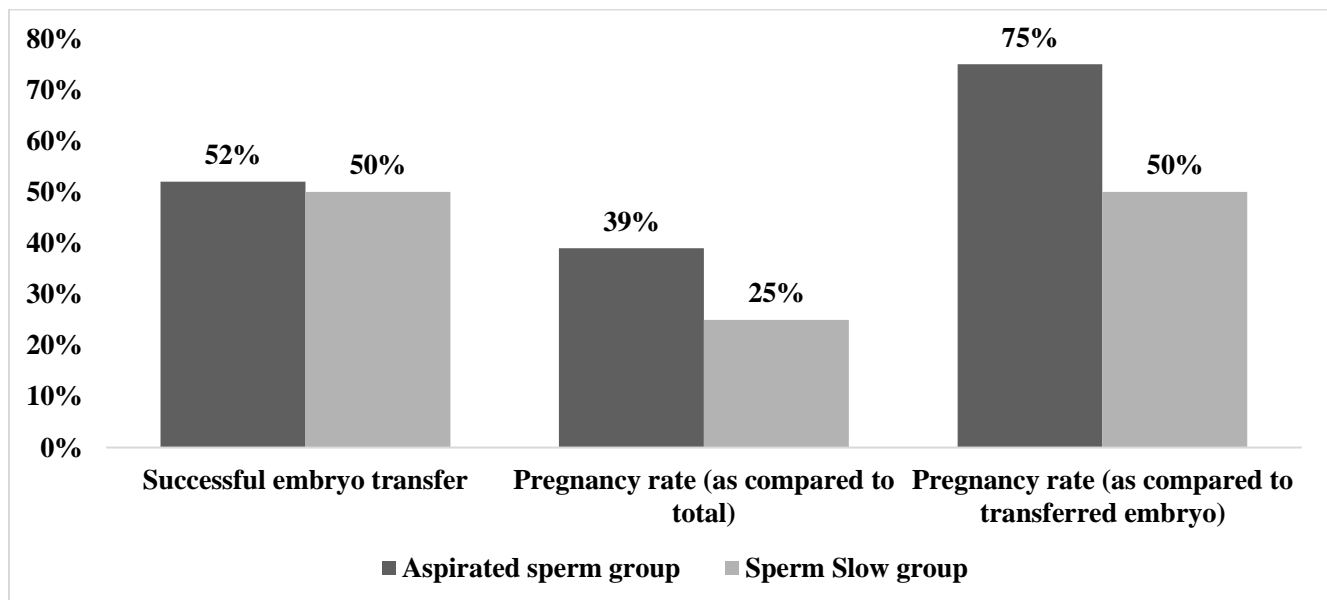 80%
70%
60%
50%
40%
30%
20%
10%
0%
52%
50%
39%
25%
75%
50%
Successful embryo transfer
Pregnancy rate (as compared to
total)
Pregnancy rate (as compared to
transferred embryo)
Aspirated sperm group
Sperm Slow group